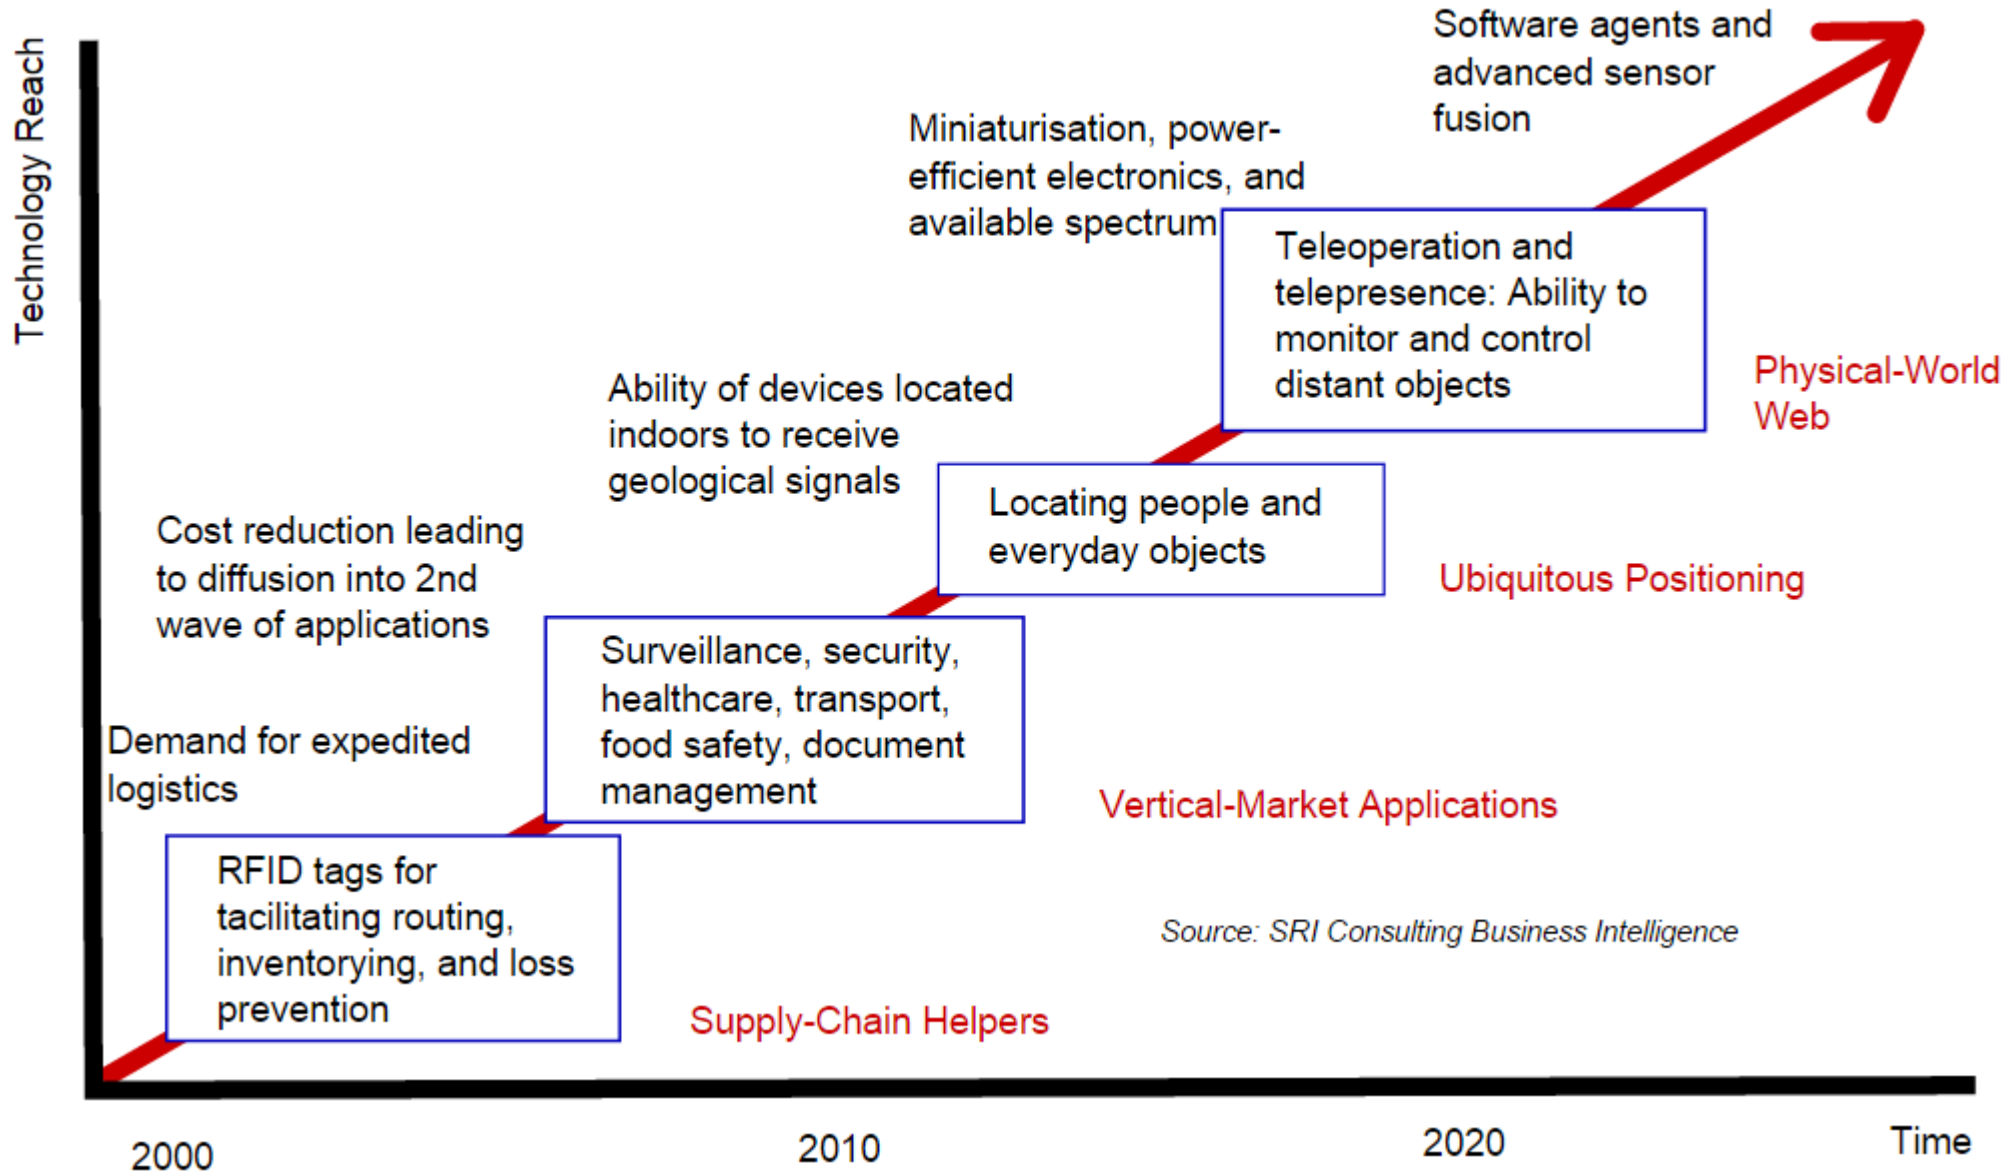 Technology Reach
Software agents and
advanced sensor
fusion
Miniaturisation, power-
efficient electronics, and
available spectrum
Teleoperation and
telepresence: Ability to
monitor and control
distant objects
Physical-World
Web
Ability of devices located
indoors to receive
geological signals
Locating people and
everyday objects
Ubiquitous Positioning
Cost reduction leading
to diffusion into 2nd
wave of applications
Surveillance, security,
healthcare, transport,
food safety, document
management
Vertical-Market Applications
Demand for expedited
logistics
RFID tags for
tacilitating routing,
inventorying, and loss
prevention
Supply-Chain Helpers
Source: SRI Consulting Business Intelligence
2000
2010
2020
Time